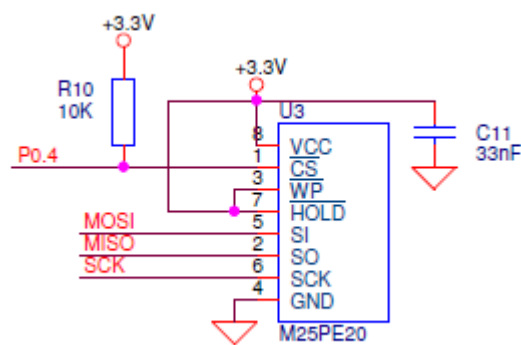 +3.3V
+3.3V
R10
10K
U3
C11
33nF
P0.4
8 VCC
1 CS
3 WP
7 HOLD
MOSI 5 SI
MISO 2 SO
SCK 6 SCK
4 GND
M25PE20